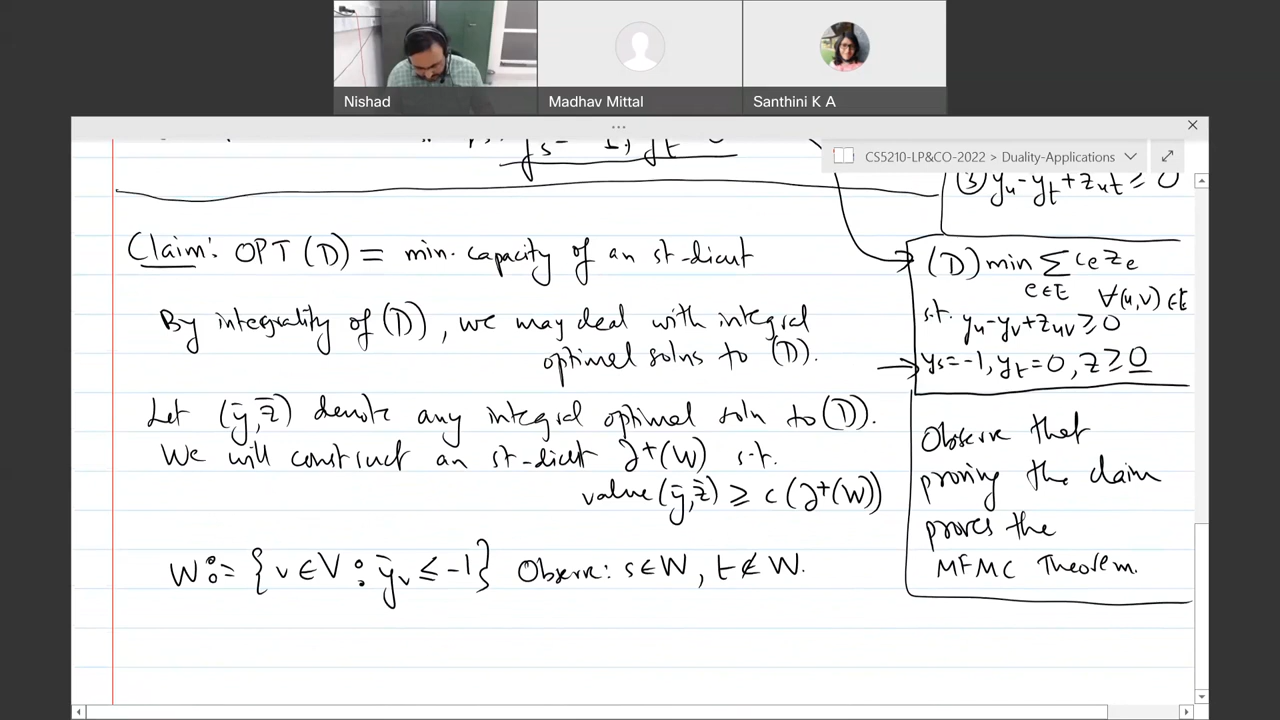 Nishad
Madhav Mittal
Santhini K A
CS5210-LP&CO-2022 > Duality-Applications
③ yu-yt+zut ≥ 0
Claim: OPT (D) = min. capacity of an st-dicut
By integrality of (D), we may deal with integral
optimal solns to (D).
Let (ȳ,z̄) denote any integral optimal soln to (D).
We will construct an st-dicut ∂+(W) s.t.
value(ȳ,z̄) ≥ c(∂+(W))
W := {v∈V : ȳv ≤ -1} Observe: s∈W, t∉W.
(D) min ∑ ce ze
e∈E
∀(u,v)∈E
s.t. yu-yv+zuv ≥ 0
ys=-1, yt=0, z ≥ 0
Observe that
proving the claim
proves the
MFMC Theorem.